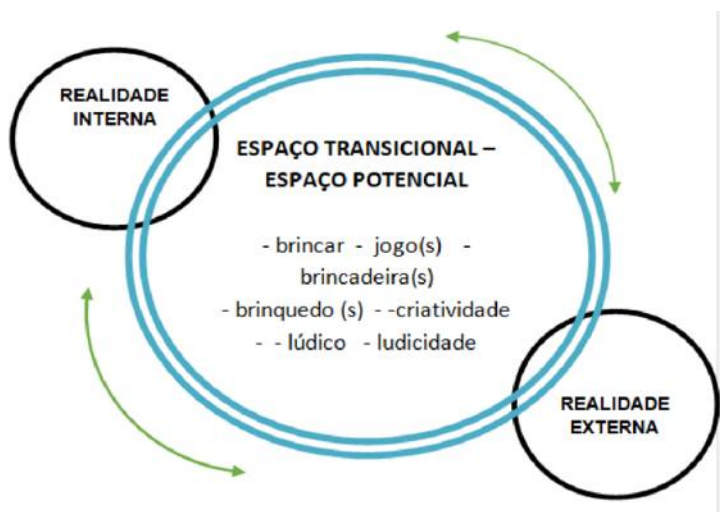 REALIDADE
INTERNA
ESPAÇO TRANSICIONAL –
ESPAÇO POTENCIAL
- brincar - jogo(s) -
brincadeira(s)
- brinquedo (s) - -criatividade
- - lúdico - ludicidade
REALIDADE
EXTERNA